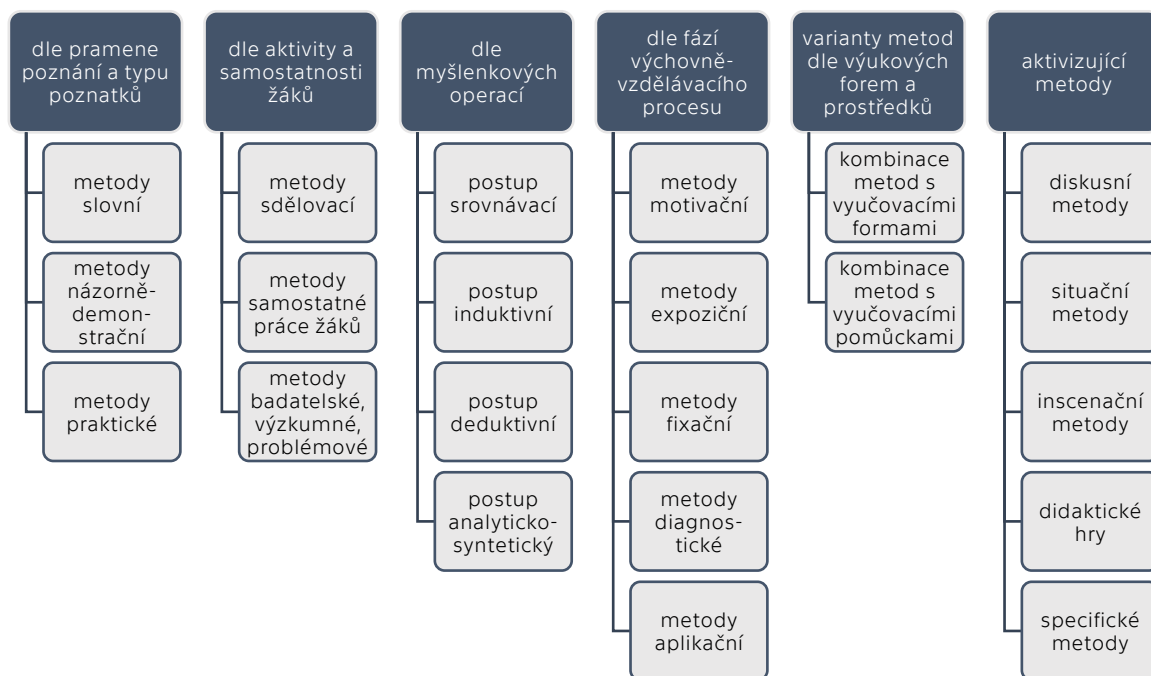 dle pramene
poznání a typu
poznatků
metody
slovní
metody
názorně-
demon-
strační
metody
praktické
dle aktivity a
samostatnosti
žáků
metody
sdělovací
metody
samostatné
práce žáků
metody
badatelské,
výzkumné,
problémové
dle
myšlenkových
operací
postup
srovnávací
postup
induktivní
postup
deduktivní
postup
analyticko-
syntetický
dle fází
výchovně-
vzdělávacího
procesu
metody
motivační
metody
expoziční
metody
fixační
metody
diagnos-
tické
metody
aplikační
varianty metod
dle výukových
forem a
prostředků
kombinace
metod s
vyučovacími
formami
kombinace
metod s
vyučovacími
pomůckami
aktivizující
metody
diskusní
metody
situační
metody
inscenační
metody
didaktické
hry
specifické
metody